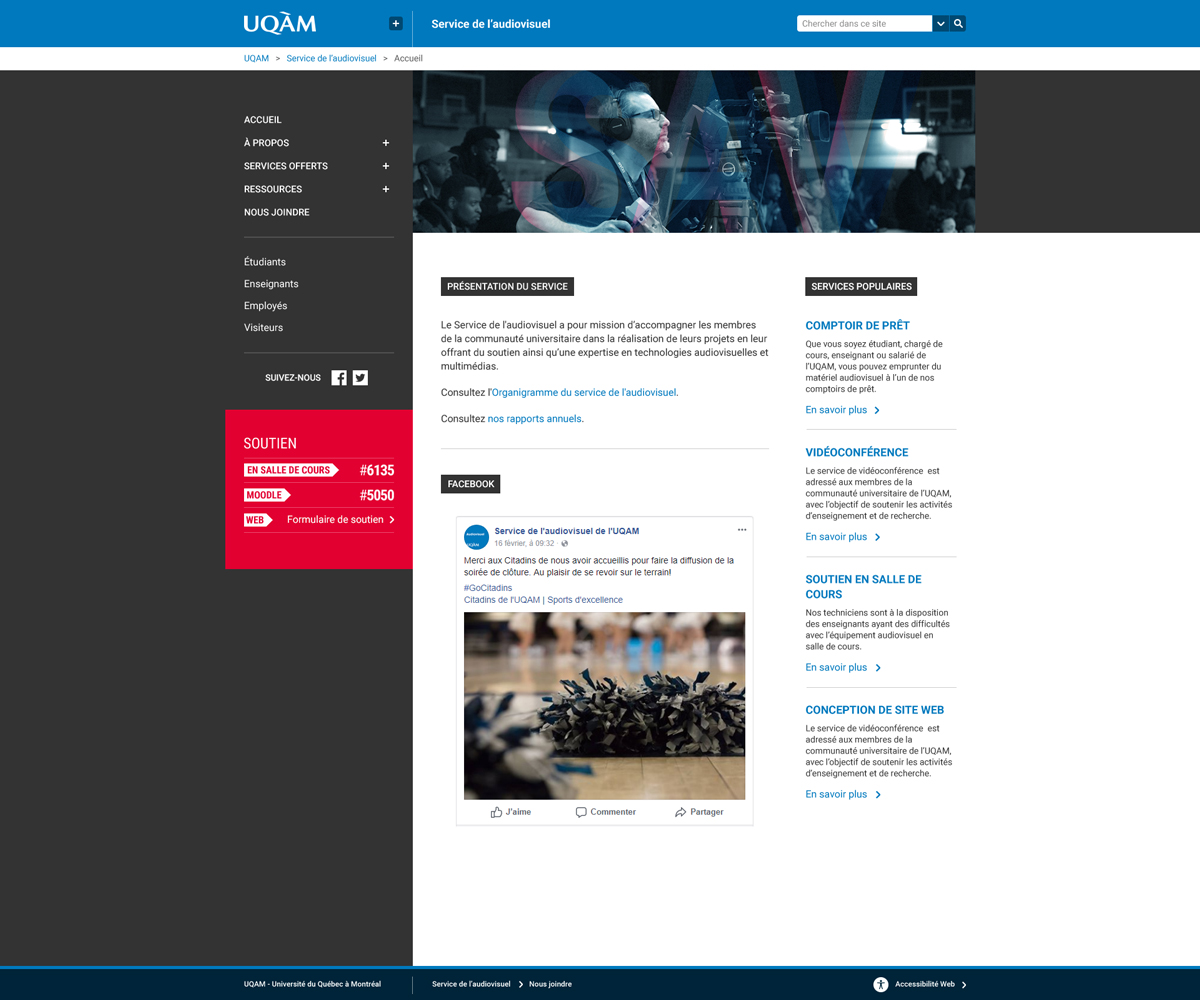 UQÀM
+
Service de l'audiovisuel
Chercher dans ce site
UQAM > Service de l'audiovisuel > Accueil
SAV
ACCUEIL
À PROPOS +
SERVICES OFFERTS +
RESSOURCES +
NOUS JOINDRE
Étudiants
Enseignants
Employés
Visiteurs
SUIVEZ-NOUS
SOUTIEN
EN SALLE DE COURS #6135
MOODLE #5050
WEB Formulaire de soutien
PRÉSENTATION DU SERVICE
Le Service de l'audiovisuel a pour mission d'accompagner les membres
de la communauté universitaire dans la réalisation de leurs projets en leur
offrant du soutien ainsi qu'une expertise en technologies audiovisuelles et
multimédias.
Consultez l'Organigramme du service de l'audiovisuel.
Consultez nos rapports annuels.
FACEBOOK
Service de l'audiovisuel de l'UQAM
16 février, à 09:32 ·
Merci aux Citadins de nous avoir accueillis pour faire la diffusion de la
soirée de clôture. Au plaisir de se revoir sur le terrain!
#GoCitadins
Citadins de l'UQAM | Sports d'excellence
J'aime
Commenter
Partager
SERVICES POPULAIRES
COMPTOIR DE PRÊT
Que vous soyez étudiant, chargé de
cours, enseignant ou salarié de
l'UQAM, vous pouvez emprunter du
matériel audiovisuel à l'un de nos
comptoirs de prêt.
En savoir plus
VIDÉOCONFÉRENCE
Le service de vidéoconférence est
adressé aux membres de la
communauté universitaire de l'UQAM,
avec l'objectif de soutenir les activités
d'enseignement et de recherche.
En savoir plus
SOUTIEN EN SALLE DE
COURS
Nos techniciens sont à la disposition
des enseignants ayant des difficultés
avec l'équipement audiovisuel en
salle de cours.
En savoir plus
CONCEPTION DE SITE WEB
Le service de vidéoconférence est
adressé aux membres de la
communauté universitaire de l'UQAM,
avec l'objectif de soutenir les activités
d'enseignement et de recherche.
En savoir plus
UQAM - Université du Québec à Montréal
Service de l'audiovisuel > Nous joindre
Accessibilité Web